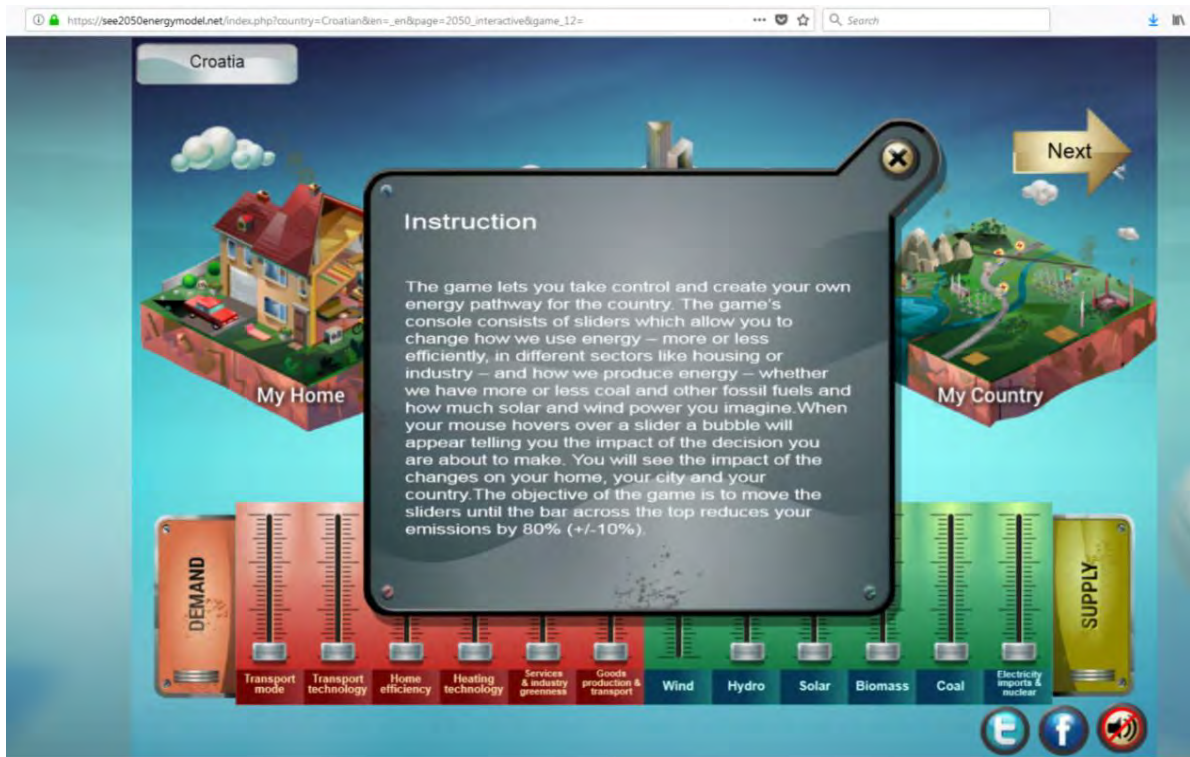 https://see2050energymodel.net/index.php?country=Croatian&en=_en&page=2050_interactive&game_12=
Search
Croatia
Next
Instruction
The game lets you take control and create your own
energy pathway for the country. The game's
console consists of sliders which allow you to
change how we use energy – more or less
efficiently, in different sectors like housing or
industry – and how we produce energy – whether
we have more or less coal and other fossil fuels and
how much solar and wind power you imagine.When
your mouse hovers over a slider a bubble will
appear telling you the impact of the decision you
are about to make. You will see the impact of the
changes on your home, your city and your
country.The objective of the game is to move the
sliders until the bar across the top reduces your
emissions by 80% (+/-10%).
My Home
My Country
DEMAND
SUPPLY
Transport
mode
Transport
technology
Home
efficiency
Heating
technology
Services
& industry
greenness
Goods
production &
transport
Wind
Hydro
Solar
Biomass
Coal
Electricity
imports &
nuclear